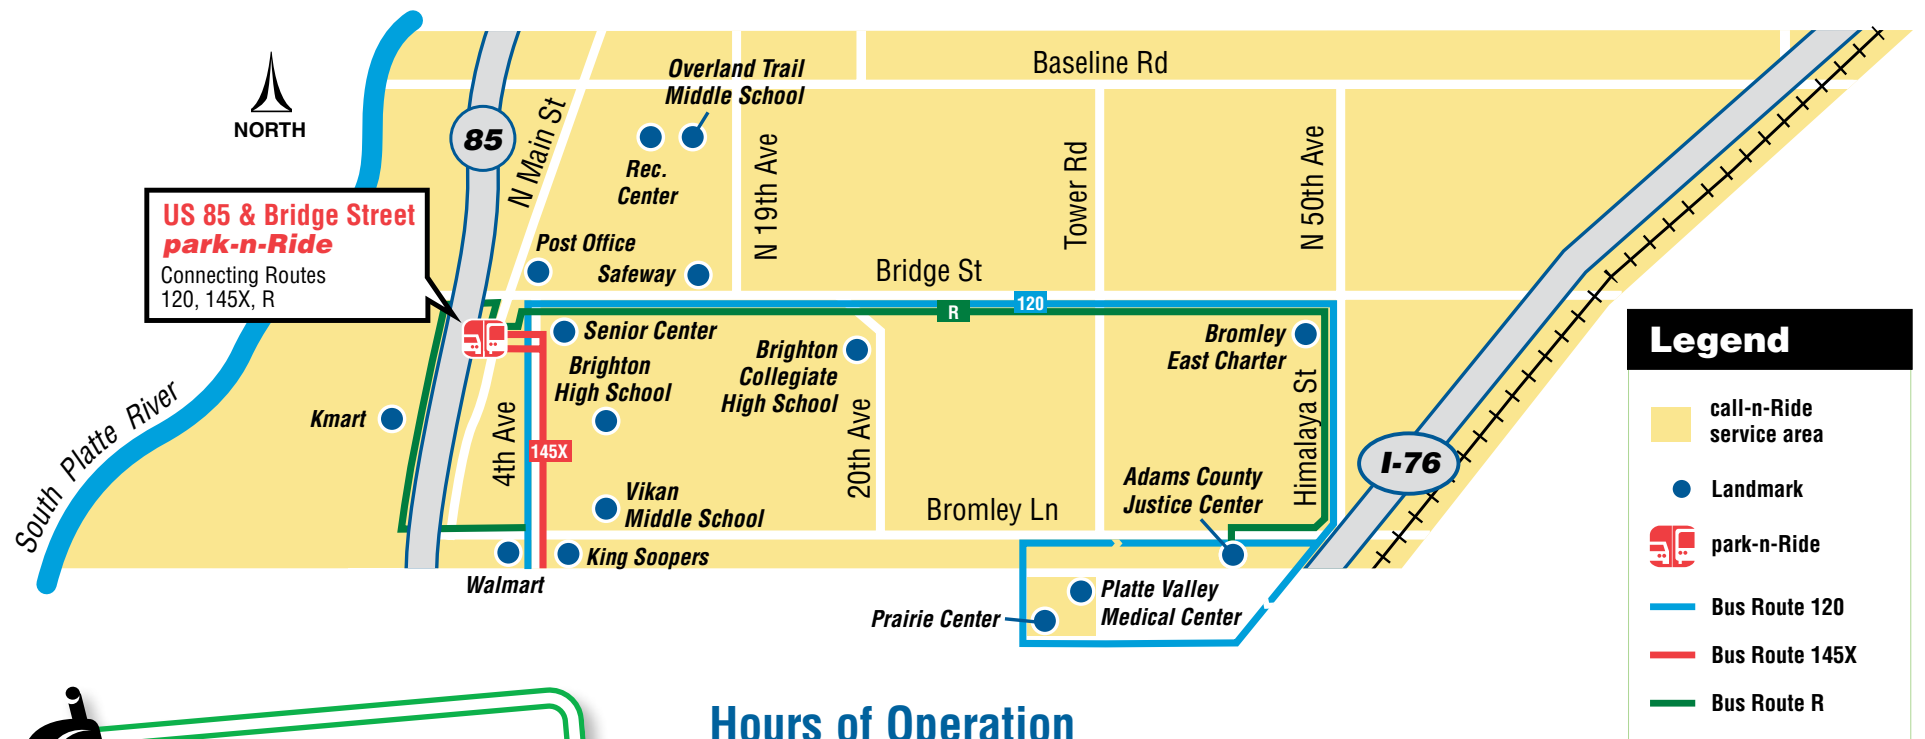 Baseline Rd
Overland Trail
Middle School
NORTH
85
N Main St
Rec.
Center
N 19th Ave
Tower Rd
N 50th Ave
US 85 & Bridge Street
park-n-Ride
Connecting Routes
120, 145X, R
Post Office
Safeway
Bridge St
120
R
Senior Center
Brighton
High School
Brighton
Collegiate
High School
Bromley
East Charter
Kmart
4th Ave
145X
20th Ave
Himalaya St
I-76
South Platte River
Vikan
Middle School
Bromley Ln
Adams County
Justice Center
King Soopers
Walmart
Prairie Center
Platte Valley
Medical Center
Legend
call-n-Ride
service area
Landmark
park-n-Ride
Bus Route 120
Bus Route 145X
Bus Route R
Hours of Operation